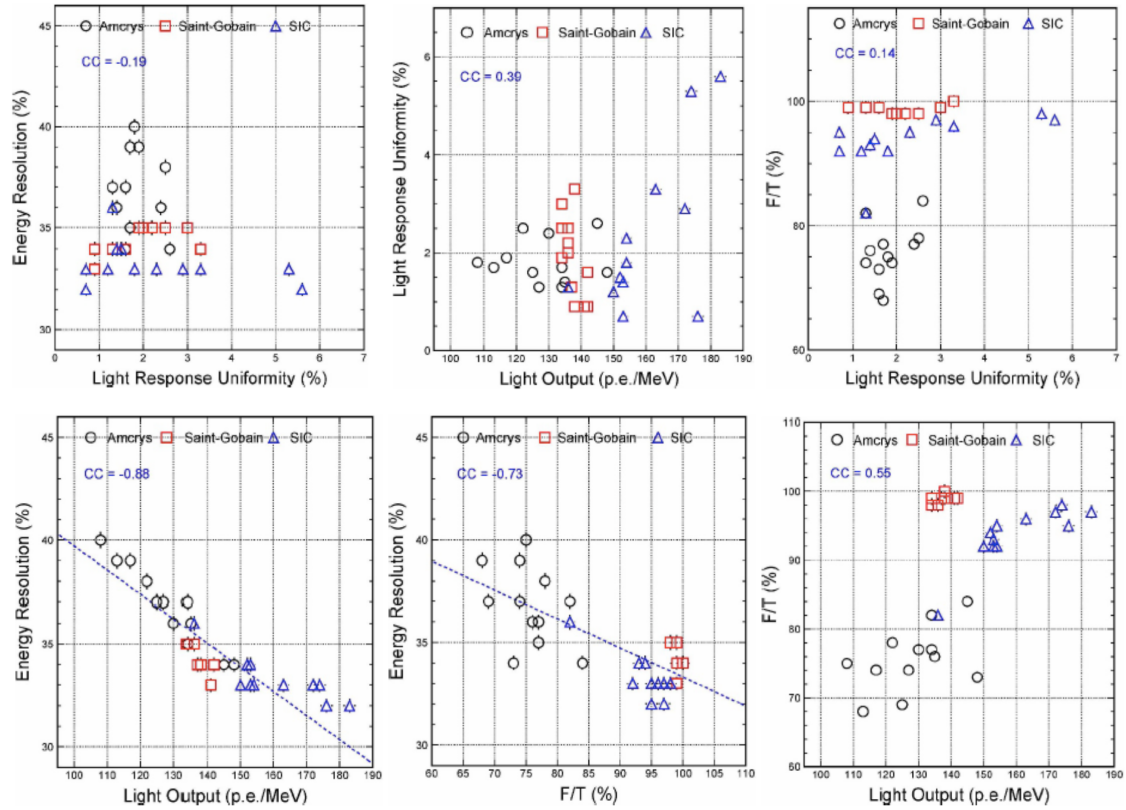 Amcrys Saint-Gobain SIC
CC = -0.19
45
40
35
30
0 1 2 3 4 5 6 7
Energy Resolution (%)
Light Response Uniformity (%)
Amcrys Saint-Gobain SIC
CC = 0.39
6
4
2
0
100 110 120 130 140 150 160 170 180 190
Light Response Uniformity (%)
Light Output (p.e./MeV)
Amcrys Saint-Gobain SIC
CC = 0.14
100
80
60
0 1 2 3 4 5 6 7
F/T (%)
Light Response Uniformity (%)
Amcrys Saint-Gobain SIC
CC = -0.88
45
40
35
30
100 110 120 130 140 150 160 170 180 190
Energy Resolution (%)
Light Output (p.e./MeV)
Amcrys Saint-Gobain SIC
CC = -0.73
45
40
35
30
60 65 70 75 80 85 90 95 100 105 110
Energy Resolution (%)
F/T (%)
Amcrys Saint-Gobain SIC
CC = 0.55
110
100
90
80
70
60
100 110 120 130 140 150 160 170 180 190
F/T (%)
Light Output (p.e./MeV)